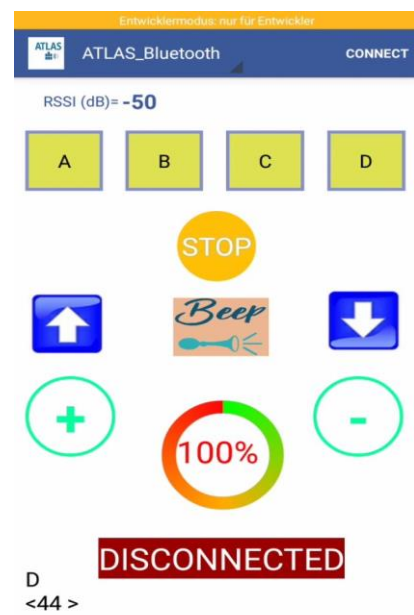 Entwicklermodus: nur für Entwickler
ATLAS
ATLAS_Bluetooth
CONNECT
RSSI (dB)= -50
A B C D
STOP
Beep
+ -
100%
DISCONNECTED
D
<44 >